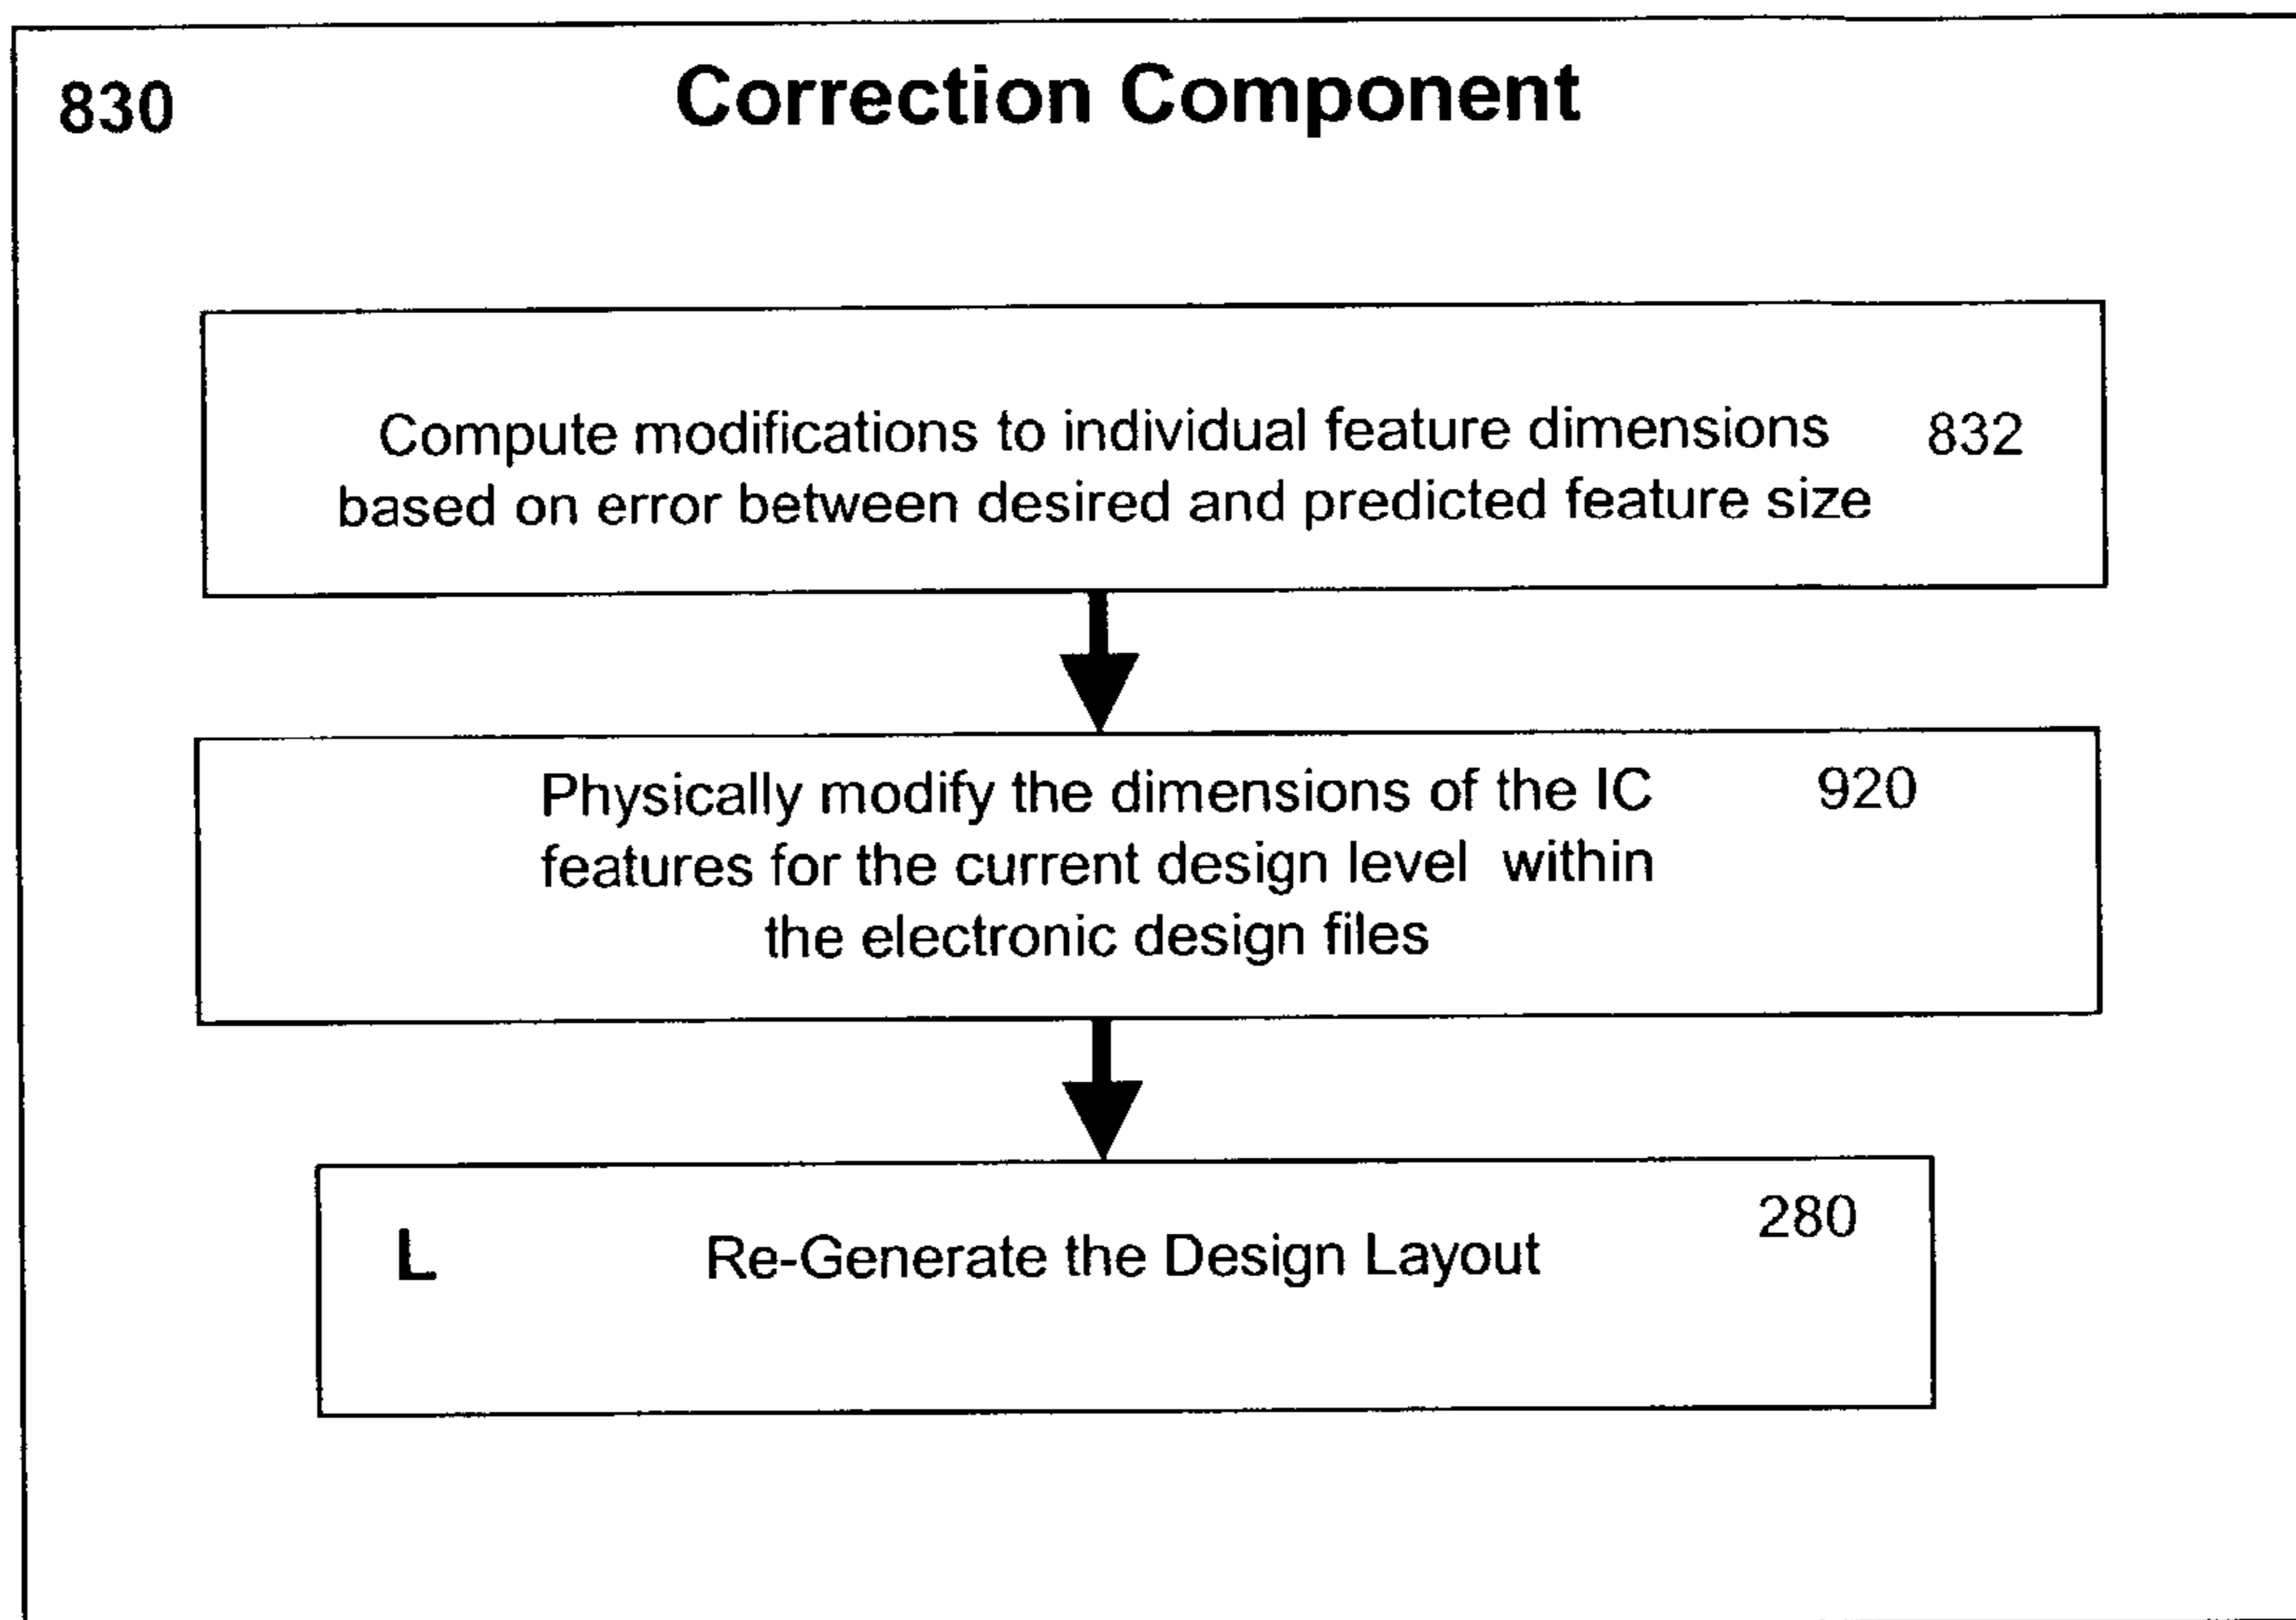 830 Correction Component
Compute modifications to individual feature dimensions 832
based on error between desired and predicted feature size
Physically modify the dimensions of the IC 920
features for the current design level within
the electronic design files
280
L Re-Generate the Design Layout